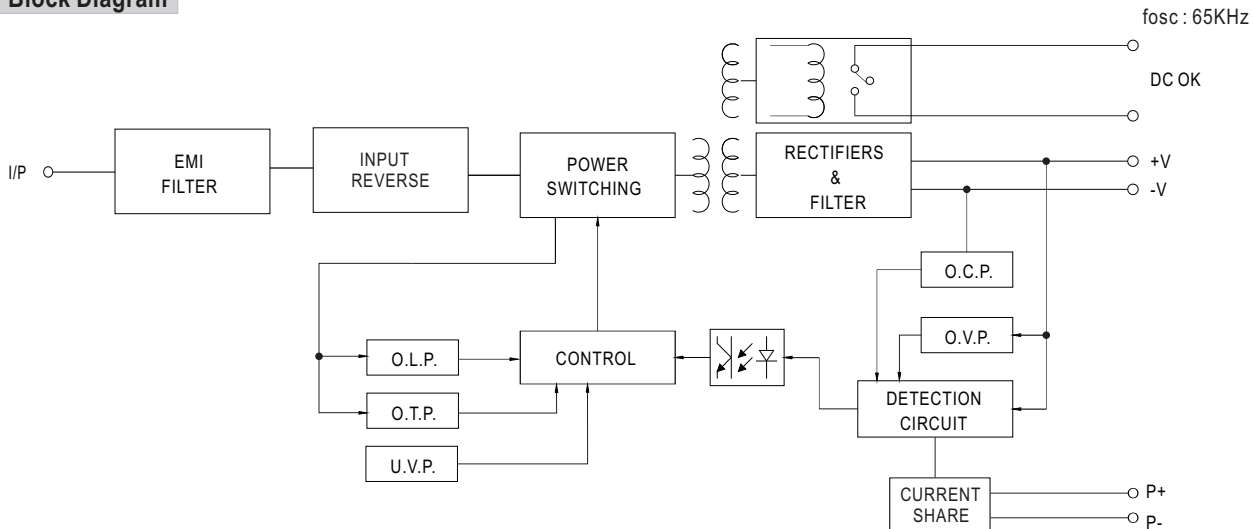 Block Diagram
fosc : 65KHz
DC OK
I/P
EMI
FILTER
INPUT
REVERSE
POWER
SWITCHING
RECTIFIERS
&
FILTER
+V
-V
O.C.P.
O.V.P.
O.L.P.
CONTROL
O.T.P.
DETECTION
CIRCUIT
U.V.P.
CURRENT
SHARE
P+
P-